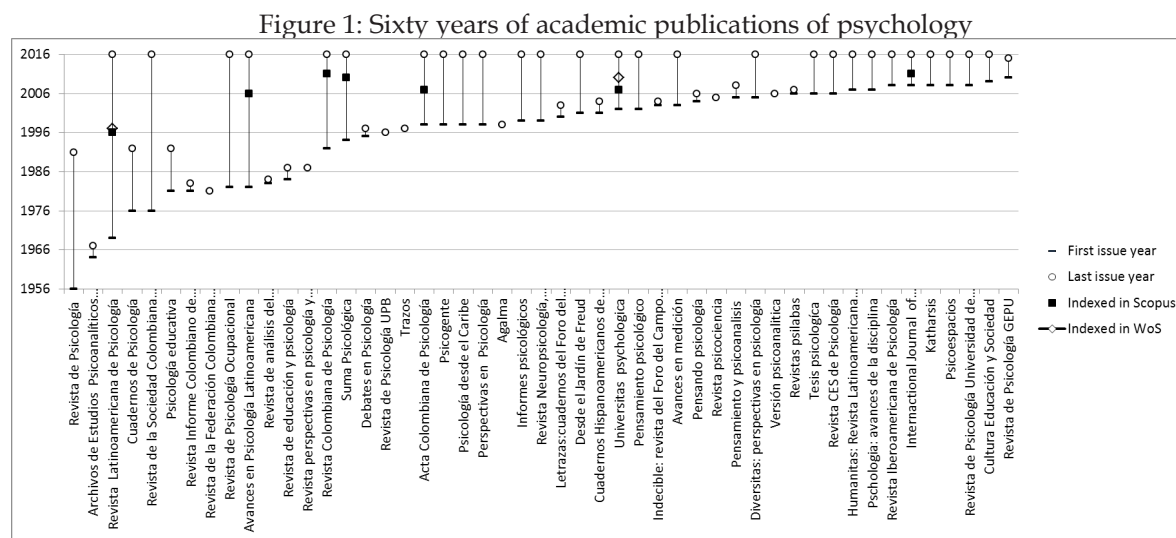 Figure 1: Sixty years of academic publications of psychology
2016
2006
1996
1986
1976
1966
1956
Revista de Psicología
Archivos de Estudios Psicoanalíticos...
Revista Latinoamericana de Psicología
Cuadernos de Psicología
Revista de la Sociedad Colombiana...
Psicología educativa
Revista Informe Colombiano de...
Revista de la Federación Colombiana...
Revista de Psicología Ocupacional
Avances en Psicología Latinoamericana
Revista de análisis del...
Revista de educación y psicología
Revista perspectivas en psicología y...
Revista Colombiana de Psicología
Suma Psicológica
Debates en Psicología
Revista de Psicología UPB
Trazos
Acta Colombiana de Psicología
Psicogente
Psicología desde el Caribe
Perspectivas en Psicología
Agalma
Informes psicológicos
Revista Neuropsicología,...
Letrazas:cuadernos del Foro del...
Desde el Jardín de Freud
Cuadernos Hispanoamericanos de...
Universitas psychologica
Pensamiento psicológico
Indecible: revista del Foro del Campo...
Avances en medición
Pensando psicología
Revista psicociencia
Pensamiento y psicoanalisis
Diversitas: perspectivas en psicología
Versión psicoanalítica
Revistas psilabas
Tesis psicologíca
Revista CES de Psicología
Humanitas: Revista Latinoamericana...
Pschología: avances de la disciplina
Revista Iberoamericana de Psicología
Internactional Journal of...
Katharsis
Psicoespacios
Revista de Psicología Universidad de...
Cultura Educación y Sociedad
Revista de Psicología GEPU
First issue year
Last issue year
Indexed in Scopus
Indexed in WoS